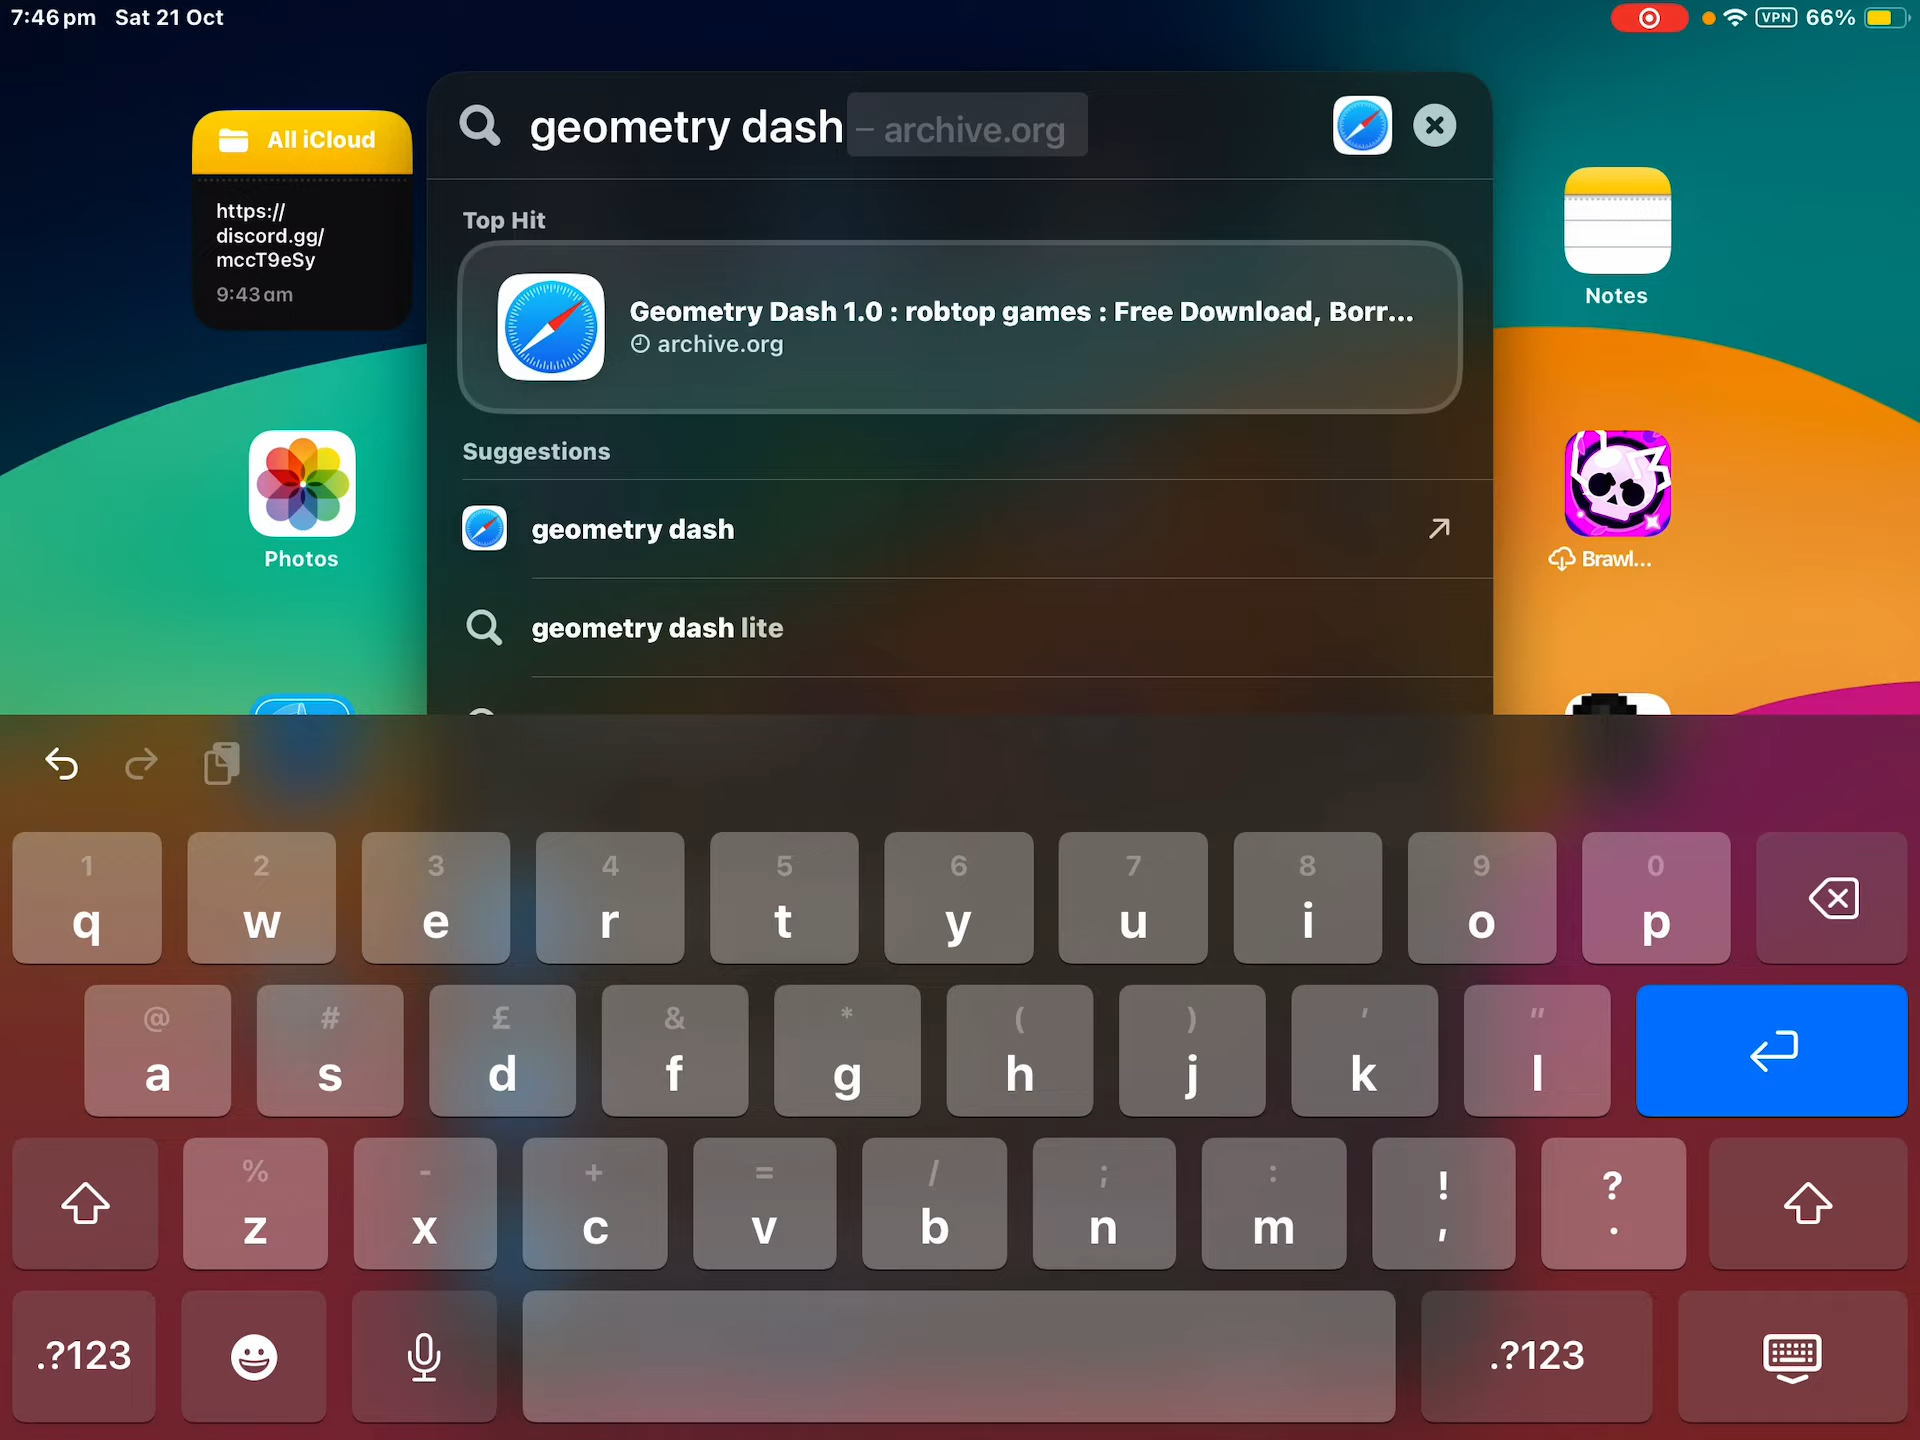 7:46 pm Sat 21 Oct
VPN 66%
geometry dash – archive.org
All iCloud
https://
discord.gg/
mccT9eSy
9:43 am
Top Hit
Geometry Dash 1.0 : robtop games : Free Download, Borr...
archive.org
Notes
Suggestions
geometry dash
Photos
Brawl...
geometry dash lite
1 2 3 4 5 6 7 8 9 0
q w e r t y u i o p
@ # £ & * ( ) ' "
a s d f g h j k l
% - + = / ; : ! ?
z x c v b n m , .
.?123 .?123